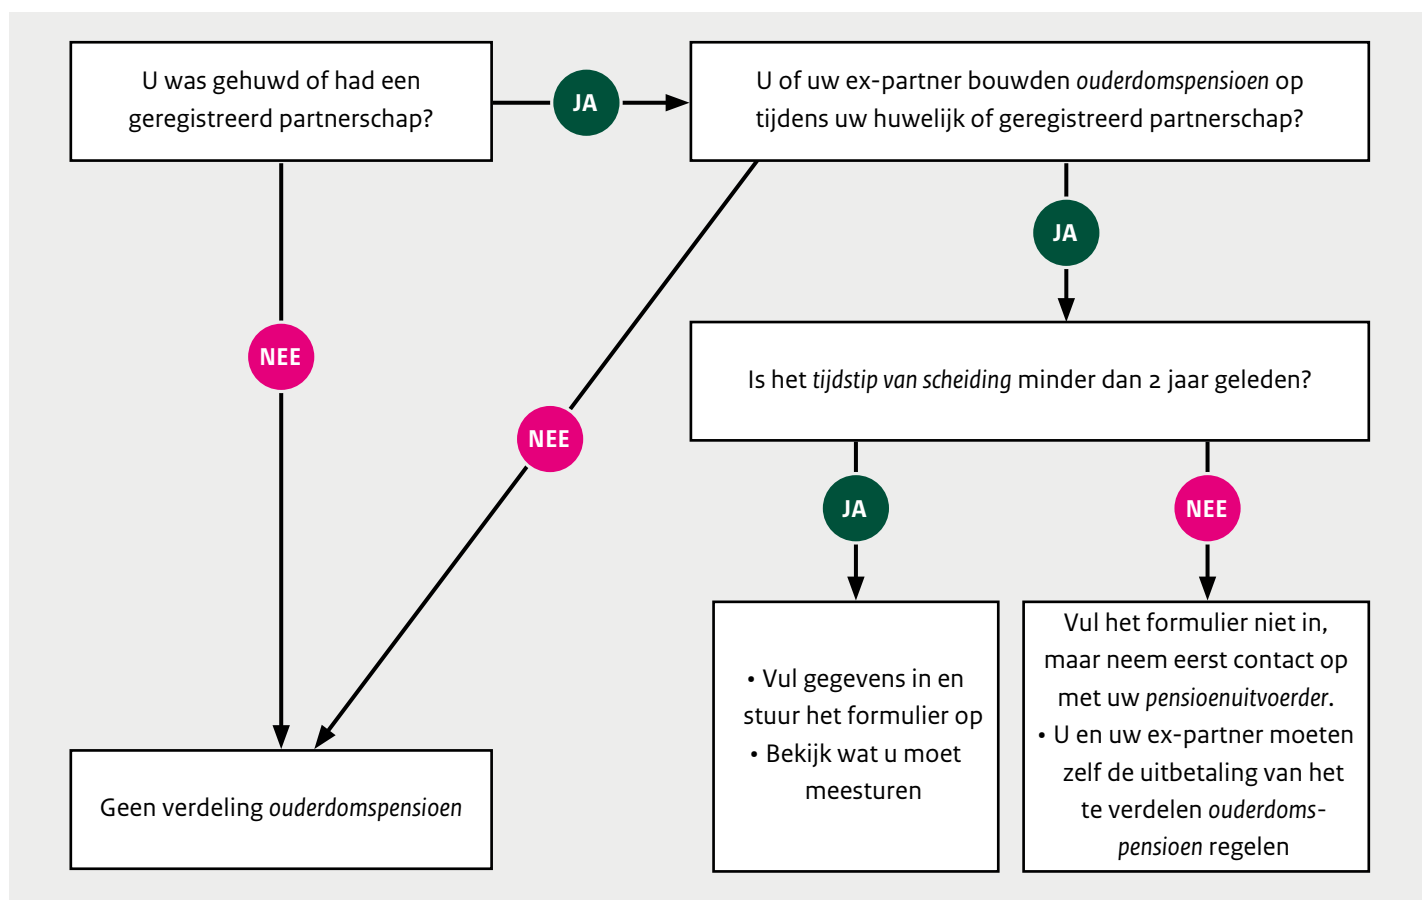 U was gehuwd of had een
geregistreerd partnerschap?
JA
U of uw ex-partner bouwden ouderdomspensioen op
tijdens uw huwelijk of geregistreerd partnerschap?
JA
NEE
Is het tijdstip van scheiding minder dan 2 jaar geleden?
NEE
JA
NEE
• Vul gegevens in en
stuur het formulier op
• Bekijk wat u moet
meesturen
Vul het formulier niet in,
maar neem eerst contact op
met uw pensioenuitvoerder.
• U en uw ex-partner moeten
zelf de uitbetaling van het
te verdelen ouderdoms-
pensioen regelen
Geen verdeling ouderdomspensioen